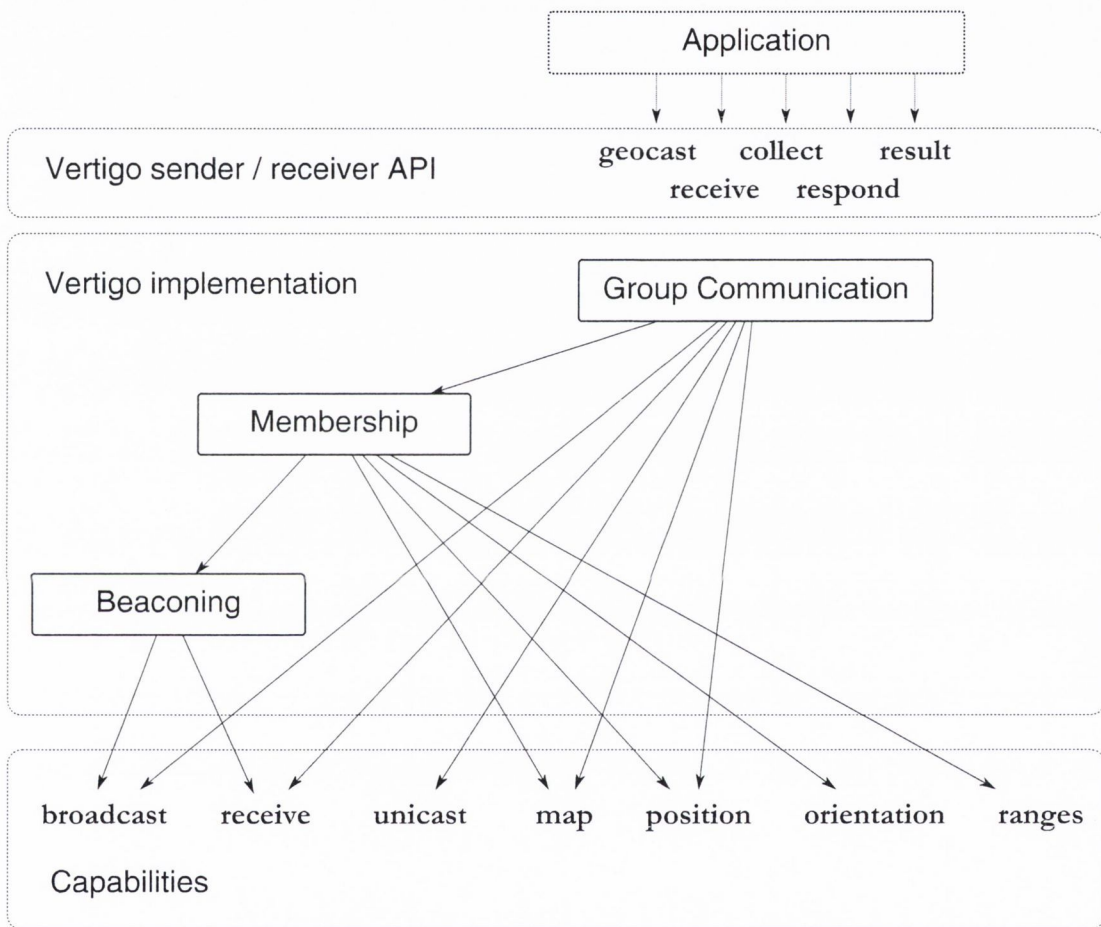 Application
geocast collect result
Vertigo sender / receiver API
receive respond
Vertigo implementation
Group Communication
Membership
Beaconing
broadcast receive unicast map position orientation ranges
Capabilities